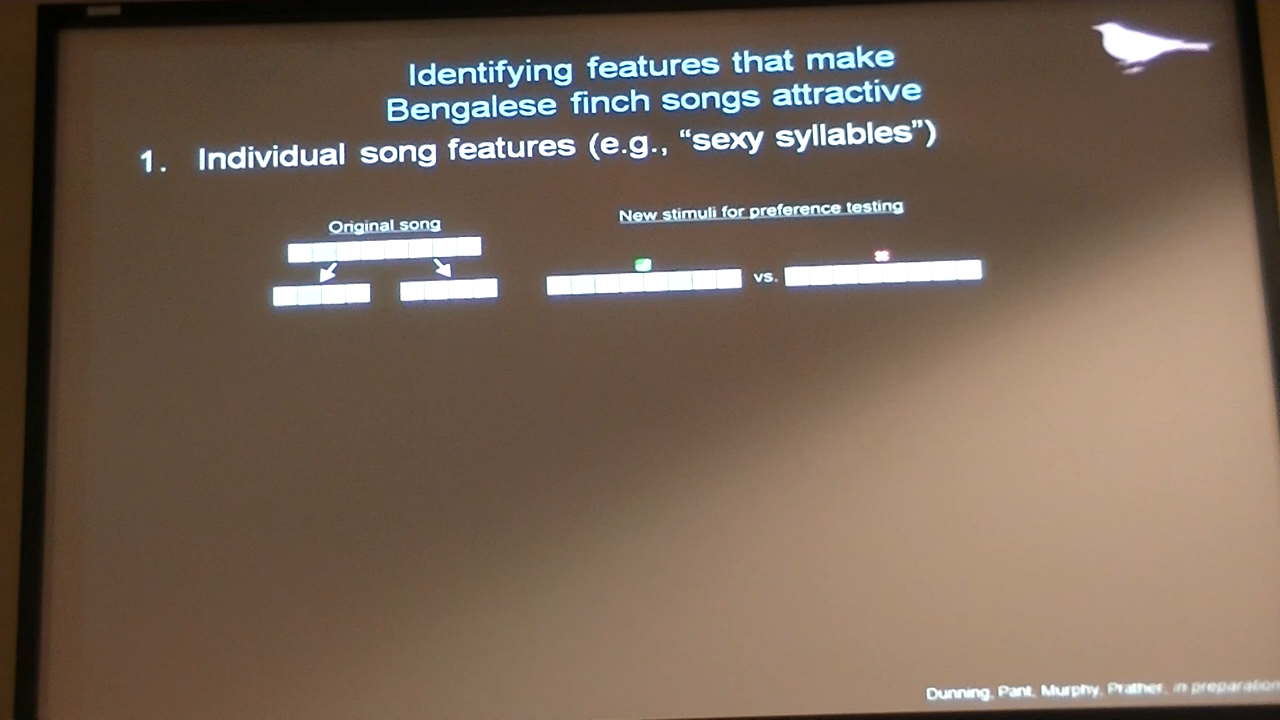 Identifying features that make
Bengalese finch songs attractive
1. Individual song features (e.g., “sexy syllables”)
Original song
New stimuli for preference testing
vs.
Dunning, Pant, Murphy, Prather, in preparation